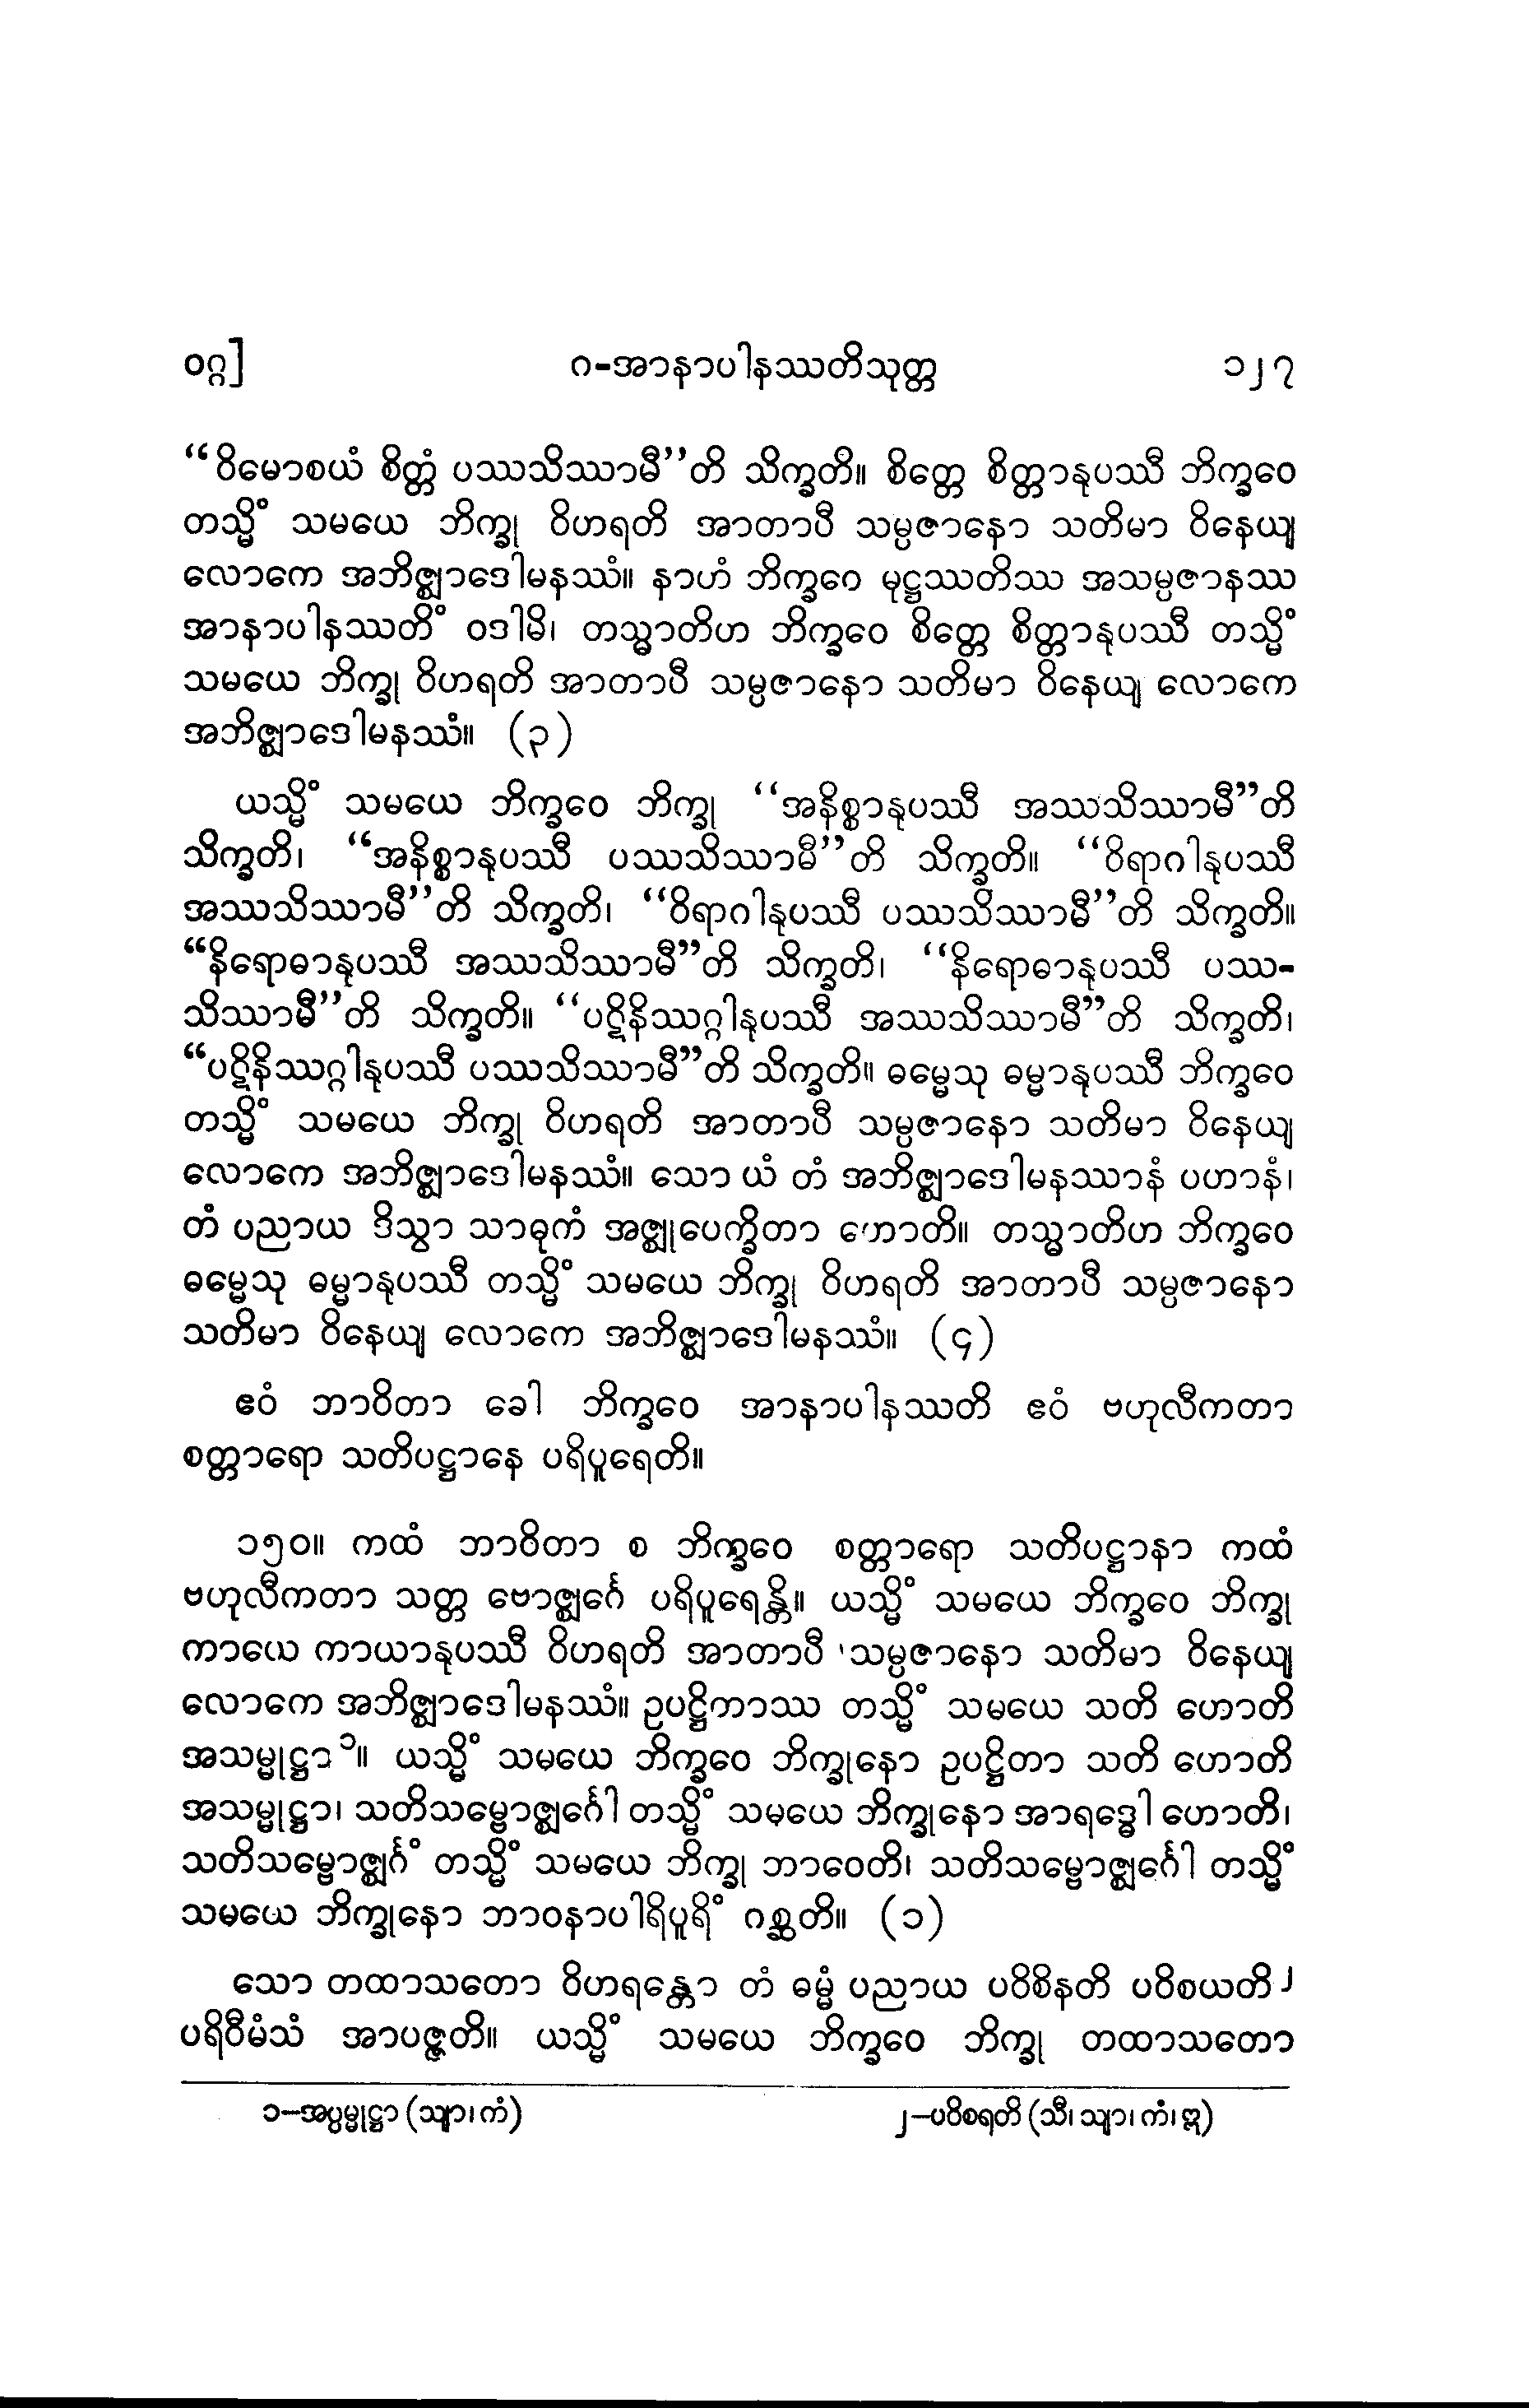 ဝဂ္ဂ] ဂ-အာနာပါနဿတိသုတ္တ ၁၂၇
“ဝိမောစယံ စိတ္တံ ပဿသိဿာမီ”တိ သိက္ခတိ။ စိတ္တေ စိတ္တာနုပဿီ ဘိက္ခဝေ
တသ္မိံ သမယေ ဘိက္ခု ဝိဟရတိ အာတာပီ သမ္ပဇာနော သတိမာ ဝိနေယျ
လောကေ အဘိဇ္ဈာဒေါမနဿံ။ နာဟံ ဘိက္ခဝေ မုဋ္ဌဿတိဿ အသမ္ပဇာနဿ
အာနာပါနဿတိံ ဝဒါမိ၊ တသ္မာတိဟ ဘိက္ခဝေ စိတ္တေ စိတ္တာနုပဿီ တသ္မိံ
သမယေ ဘိက္ခု ဝိဟရတိ အာတာပီ သမ္ပဇာနော သတိမာ ဝိနေယျ လောကေ
အဘိဇ္ဈာဒေါမနဿံ။ (၃)
ယသ္မိံ သမယေ ဘိက္ခဝေ ဘိက္ခု “အနိစ္စာနုပဿီ အဿသိဿာမီ”တိ
သိက္ခတိ၊ “အနိစ္စာနုပဿီ ပဿသိဿာမီ”တိ သိက္ခတိ။ “ဝိရာဂါနုပဿီ
အဿသိဿာမီ”တိ သိက္ခတိ၊ “ဝိရာဂါနုပဿီ ပဿသိဿာမီ”တိ သိက္ခတိ။
“နိရောဓာနုပဿီ အဿသိဿာမီ”တိ သိက္ခတိ၊ “နိရောဓာနုပဿီ ပဿ-
သိဿာမီ”တိ သိက္ခတိ။ “ပဋိနိဿဂ္ဂါနုပဿီ အဿသိဿာမီ”တိ သိက္ခတိ၊
“ပဋိနိဿဂ္ဂါနုပဿီ ပဿသိဿာမီ”တိ သိက္ခတိ။ ဓမ္မေသု ဓမ္မာနုပဿီ ဘိက္ခဝေ
တသ္မိံ သမယေ ဘိက္ခု ဝိဟရတိ အာတာပီ သမ္ပဇာနော သတိမာ ဝိနေယျ
လောကေ အဘိဇ္ဈာဒေါမနဿံ။ သော ယံ တံ အဘိဇ္ဈာဒေါမနဿာနံ ပဟာနံ၊
တံ ပညာယ ဒိသွာ သာဓုကံ အဇ္ဈုပေက္ခိတာ ဟောတိ။ တသ္မာတိဟ ဘိက္ခဝေ
ဓမ္မေသု ဓမ္မာနုပဿီ တသ္မိံ သမယေ ဘိက္ခု ဝိဟရတိ အာတာပီ သမ္ပဇာနော
သတိမာ ဝိနေယျ လောကေ အဘိဇ္ဈာဒေါမနဿံ။ (၄)
ဧဝံ ဘာဝိတာ ခေါ ဘိက္ခဝေ အာနာပါနဿတိ ဧဝံ ဗဟုလီကတာ
စတ္တာရော သတိပဋ္ဌာနေ ပရိပူရေတိ။
၁၅၀။ ကထံ ဘာဝိတာ စ ဘိက္ခဝေ စတ္တာရော သတိပဋ္ဌာနာ ကထံ
ဗဟုလီကတာ သတ္တ ဗောဇ္ဈင်္ဂေ ပရိပူရေန္တိ။ ယသ္မိံ သမယေ ဘိက္ခဝေ ဘိက္ခု
ကာယေ ကာယာနုပဿီ ဝိဟရတိ အာတာပီ သမ္ပဇာနော သတိမာ ဝိနေယျ
လောကေ အဘိဇ္ဈာဒေါမနဿံ။ ဥပဋ္ဌိကာဿ တသ္မိံ သမယေ သတိ ဟောတိ
အသမ္မုဋ္ဌာ၁။ ယသ္မိံ သမယေ ဘိက္ခဝေ ဘိက္ခုနော ဥပဋ္ဌိတာ သတိ ဟောတိ
အသမ္မုဋ္ဌာ၊ သတိသမ္ဗောဇ္ဈင်္ဂေါ တသ္မိံ သမယေ ဘိက္ခုနော အာရဒ္ဓေါ ဟောတိ၊
သတိသမ္ဗောဇ္ဈင်္ဂံ တသ္မိံ သမယေ ဘိက္ခု ဘာဝေတိ၊ သတိသမ္ဗောဇ္ဈင်္ဂေါ တသ္မိံ
သမယေ ဘိက္ခုနော ဘာဝနာပါရိပူရိံ ဂစ္ဆတိ။ (၁)
သော တထာသတော ဝိဟရန္တော တံ ဓမ္မံ ပညာယ ပဝိစိနတိ ပဝိစယတိ၂
ပရိဝီမံသံ အာပဇ္ဇတိ။ ယသ္မိံ သမယေ ဘိက္ခဝေ ဘိက္ခု တထာသတော
၁-အပ္ပမ္မုဋ္ဌာ (သျာ၊ ကံ) ၂-ပဝိစရတိ (သီ၊ သျာ၊ ကံ၊ ဣ)